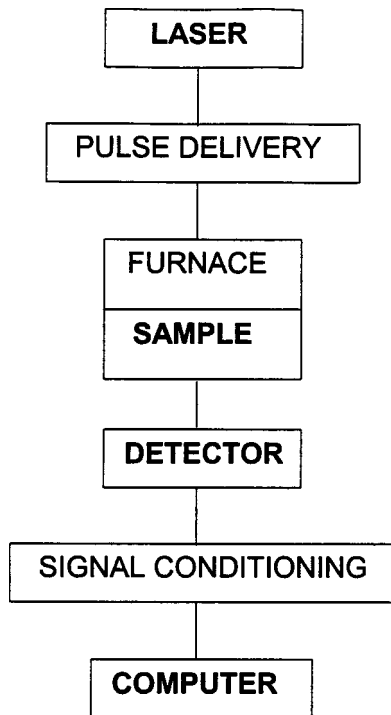 LASER
PULSE DELIVERY
FURNACE
SAMPLE
DETECTOR
SIGNAL CONDITIONING
COMPUTER